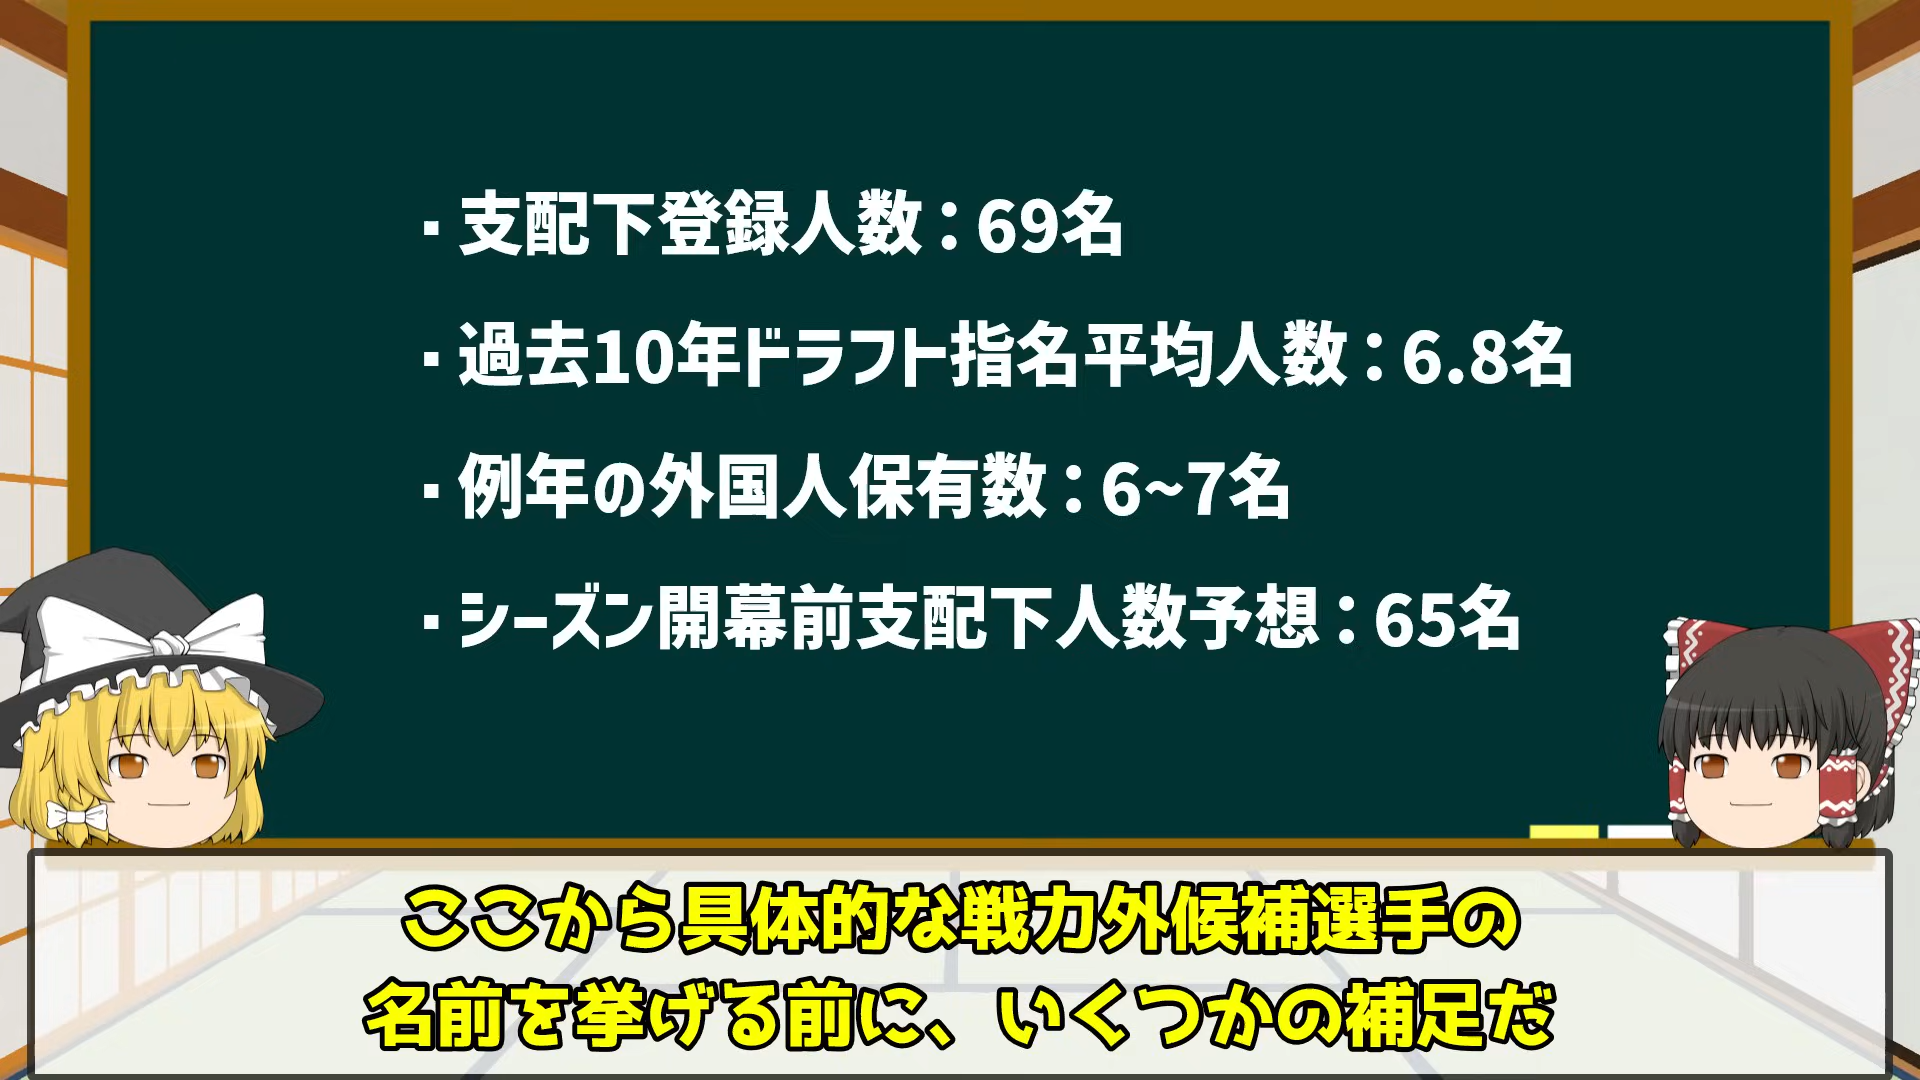 ・支配下登録人数：69名
・過去10年ドラフト指名平均人数：6.8名
・例年の外国人保有数：6~7名
・シーズン開幕前支配下人数予想：65名
ここから具体的な戦力外候補選手の
名前を挙げる前に、いくつかの補足だ